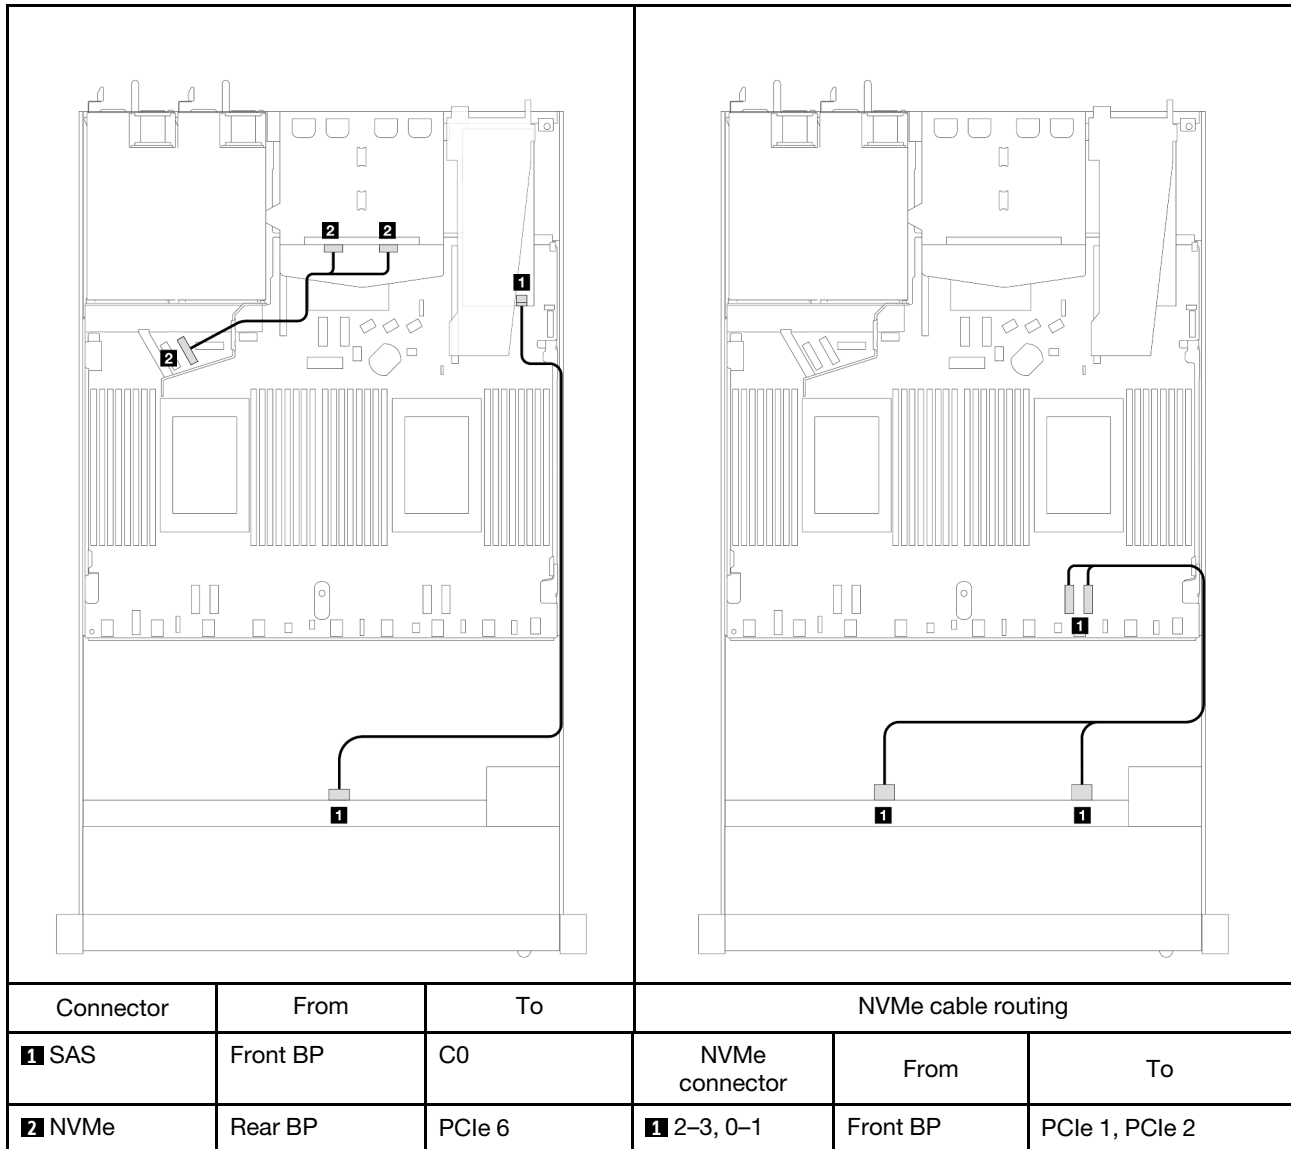 2
2
1
2
1
1
1
1
Connector From To NVMe cable routing
1 SAS Front BP C0 NVMe connector From To
2 NVMe Rear BP PCIe 6 1 2–3, 0–1 Front BP PCIe 1, PCIe 2